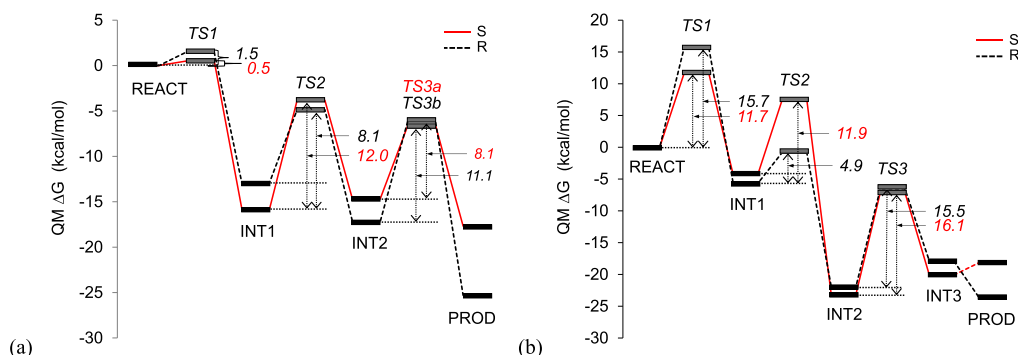 5
0
-5
-10
-15
-20
-25
-30
QM ΔG (kcal/mol)
TS1
1.5
0.5
REACT
TS2
TS3a
TS3b
S
R
8.1
12.0
8.1
11.1
INT1
INT2
PROD
(a)
20
15
10
5
0
-5
-10
-15
-20
-25
-30
QM ΔG (kcal/mol)
TS1
TS2
S
R
15.7
11.7
11.9
4.9
REACT
INT1
TS3
15.5
16.1
INT2
INT3
PROD
(b)